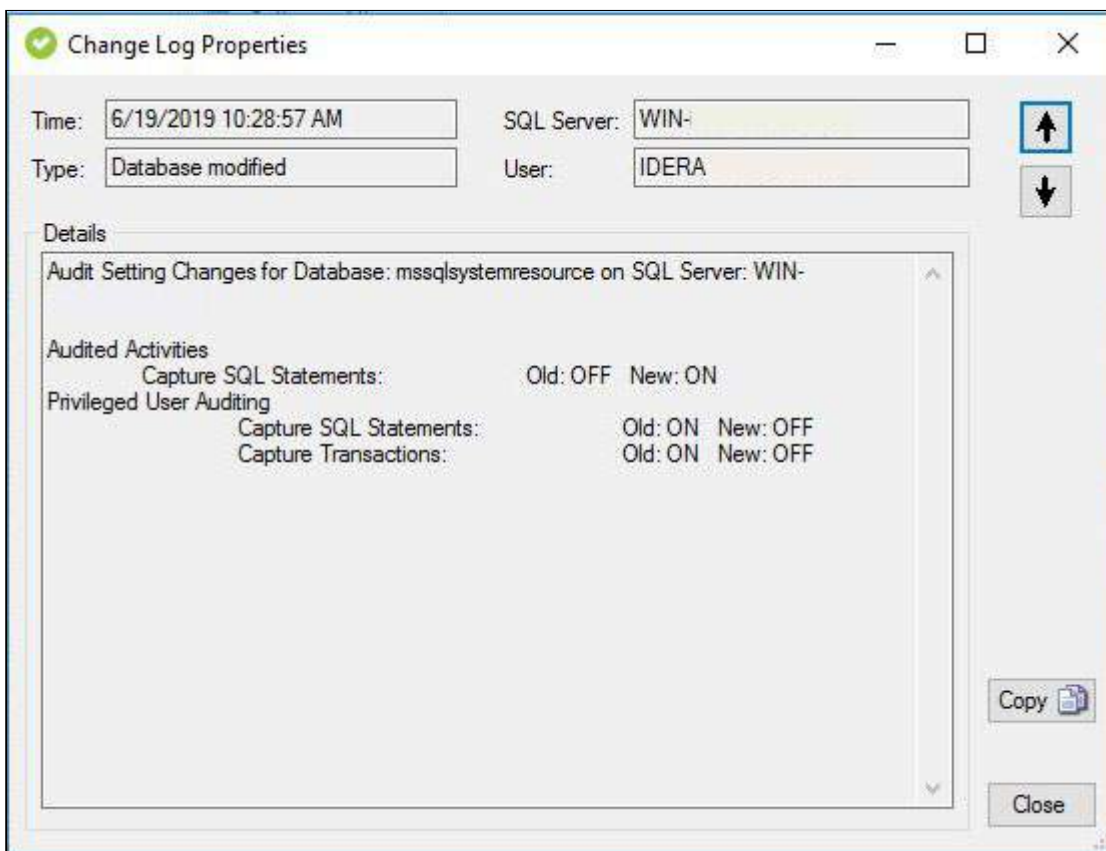 Change Log Properties
Time: 6/19/2019 10:28:57 AM SQL Server: WIN-
Type: Database modified User: IDERA
Details
Audit Setting Changes for Database: mssqlsystemresource on SQL Server: WIN-
Audited Activities
Capture SQL Statements: Old: OFF New: ON
Privileged User Auditing
Capture SQL Statements: Old: ON New: OFF
Capture Transactions: Old: ON New: OFF
Copy
Close